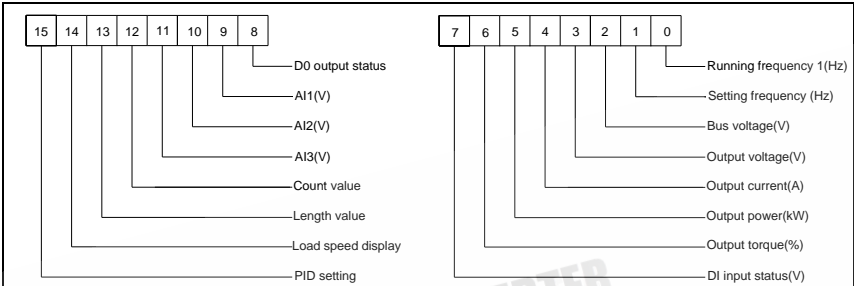 15 14 13 12 11 10 9 8
D0 output status
AI1(V)
AI2(V)
AI3(V)
Count value
Length value
Load speed display
PID setting
7 6 5 4 3 2 1 0
Running frequency 1(Hz)
Setting frequency (Hz)
Bus voltage(V)
Output voltage(V)
Output current(A)
Output power(kW)
Output torque(%)
DI input status(V)